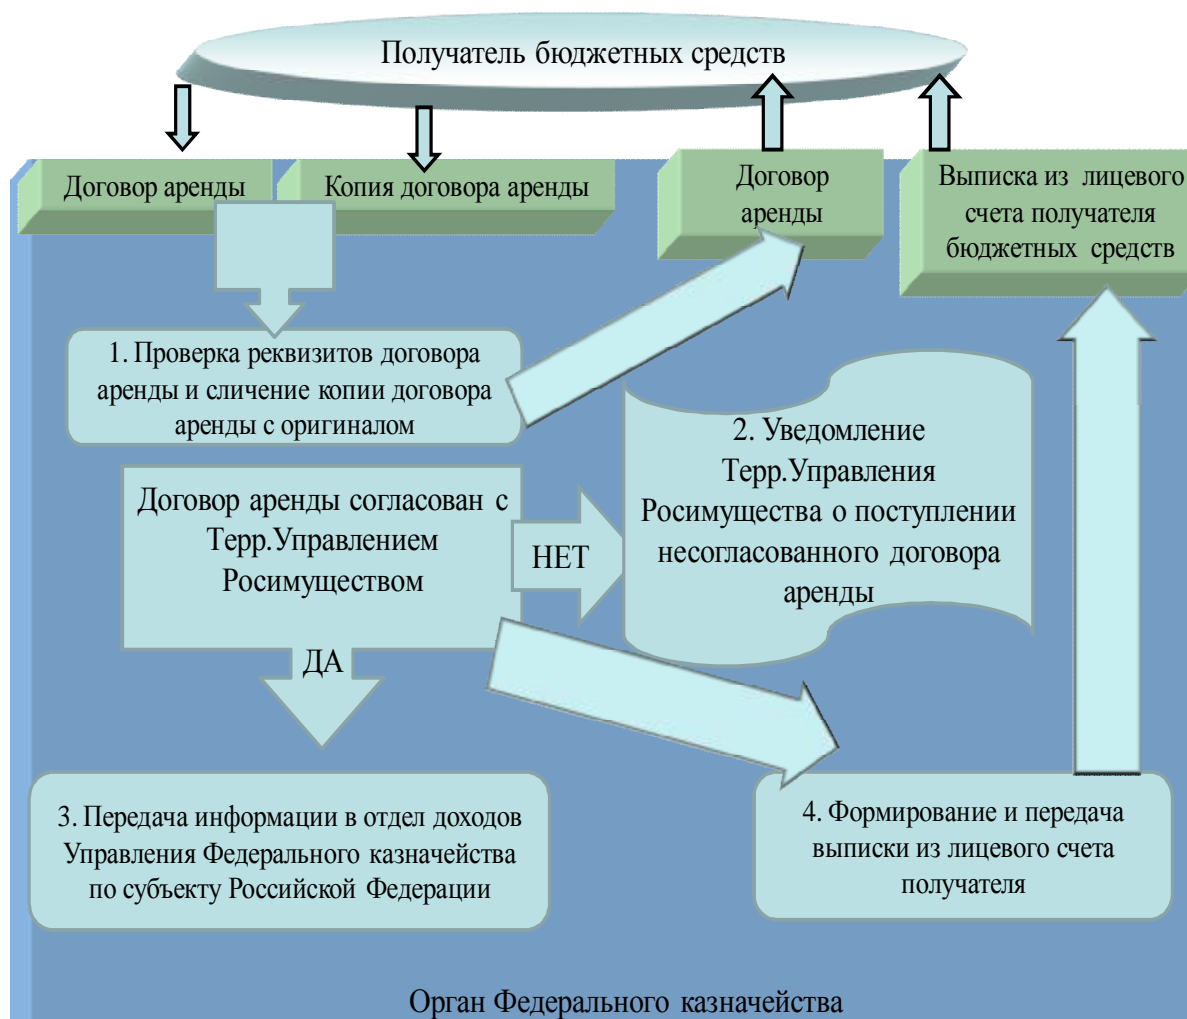 Получатель бюджетных средств
Договор аренды
Копия договора аренды
Договор
аренды
Выписка из лицевого
счета получателя
бюджетных средств
1. Проверка реквизитов договора
аренды и сличение копии договора
аренды с оригиналом
2. Уведомление
Терр.Управления
Росимущества о поступлении
несогласованного договора
аренды
Договор аренды согласован с
Терр.Управлением
Росимуществом
НЕТ
ДА
3. Передача информации в отдел доходов
Управления Федерального казначейства
по субъекту Российской Федерации
4. Формирование и передача
выписки из лицевого счета
получателя
Орган Федерального казначейства